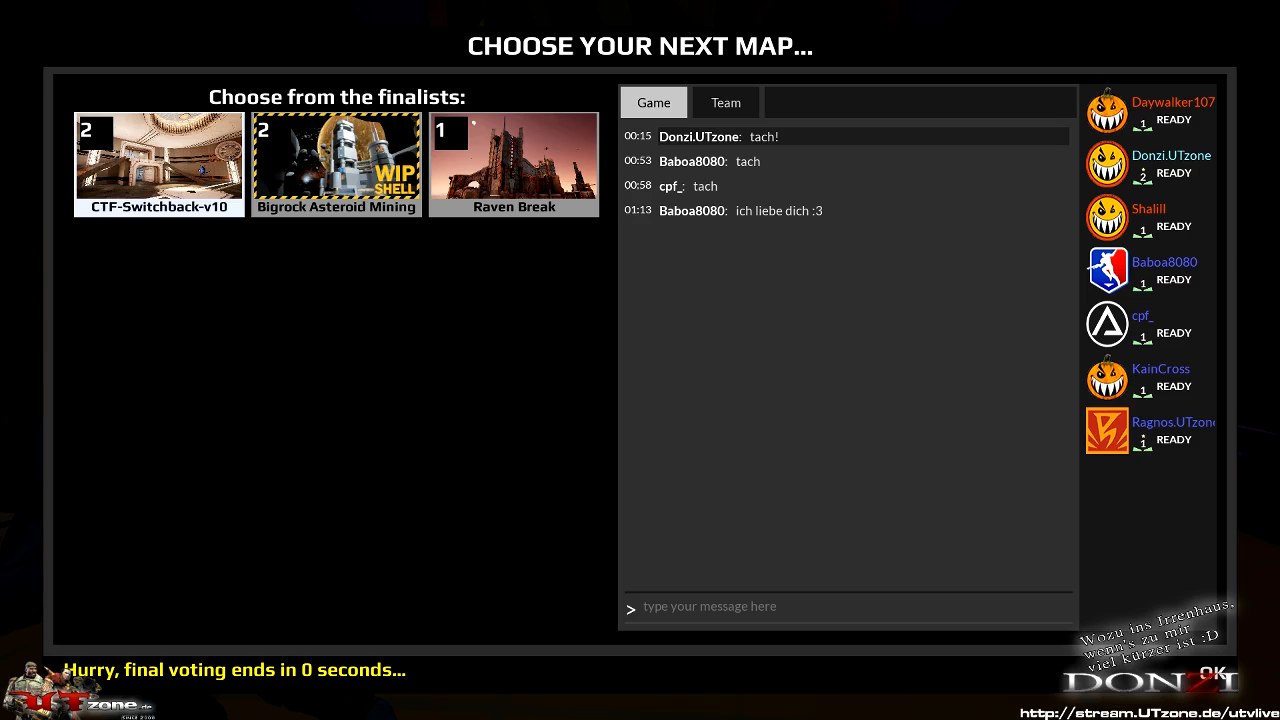 CHOOSE YOUR NEXT MAP...
Choose from the finalists:
2
2
1
WIP
SHELL
CTF-Switchback-v10
Bigrock Asteroid Mining
Raven Break
Game
Team
00:15 Donzi.UTzone: tach!
00:53 Baboa8080: tach
00:58 cpf_: tach
01:13 Baboa8080: ich liebe dich :3
> type your message here
Daywalker107
1 READY
Donzi.UTzone
2 READY
Shalill
1 READY
Baboa8080
1 READY
cpf_
1 READY
KainCross
1 READY
Ragnos.UTzone
1 READY
Hurry, final voting ends in 0 seconds...
OK
Wozu ins Irrenhaus,
wenn's zu mir
viel kürzer ist :D
DONZI
UTzone.de
SINCE 2000
http://stream.UTzone.de/utvlive